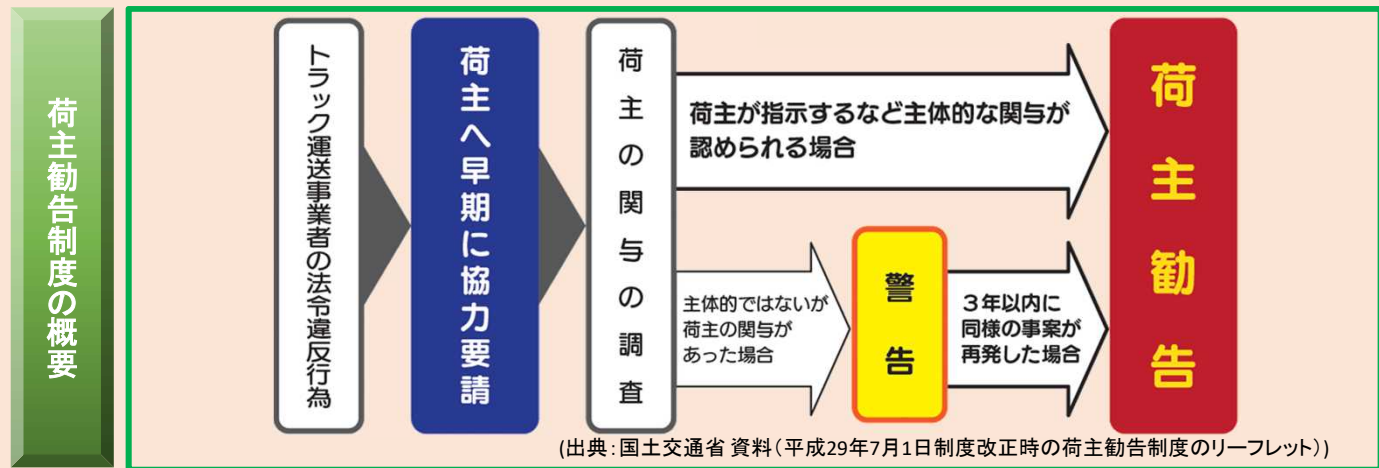 荷主勧告制度の概要
トラック運送事業者の法令違反行為
荷主へ早期に協力要請
荷主の関与の調査
荷主が指示するなど主体的な関与が
認められる場合
主体的ではないが
荷主の関与が
あった場合
警告
3年以内に
同様の事案が
再発した場合
荷主勧告
(出典:国土交通省 資料(平成29年7月1日制度改正時の荷主勧告制度のリーフレット))